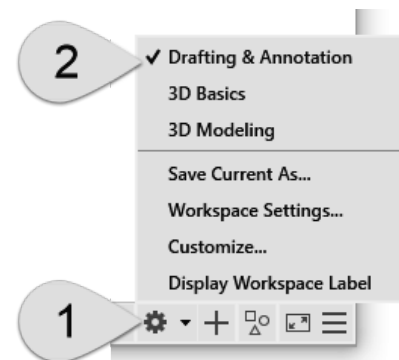 2
✓ Drafting & Annotation
3D Basics
3D Modeling
Save Current As...
Workspace Settings...
Customize...
Display Workspace Label
1